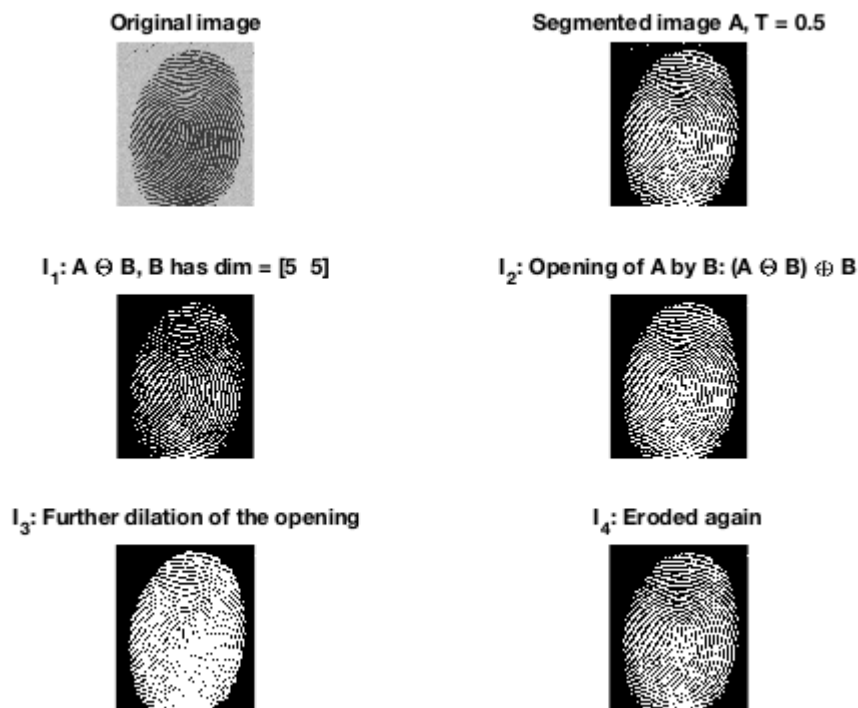 Original image
Segmented image A, T = 0.5
I₁: A ⊖ B, B has dim = [5 5]
I₂: Opening of A by B: (A ⊖ B) ⊕ B
I₃: Further dilation of the opening
I₄: Eroded again